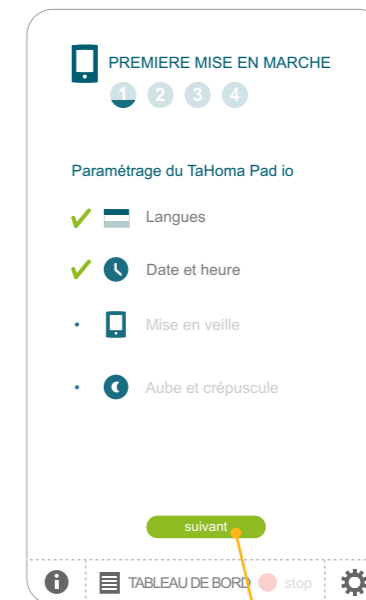 PREMIERE MISE EN MARCHE
1 2 3 4
Paramétrage du TaHoma Pad io
Langues
Date et heure
Mise en veille
Aube et crépuscule
suivant
TABLEAU DE BORD stop